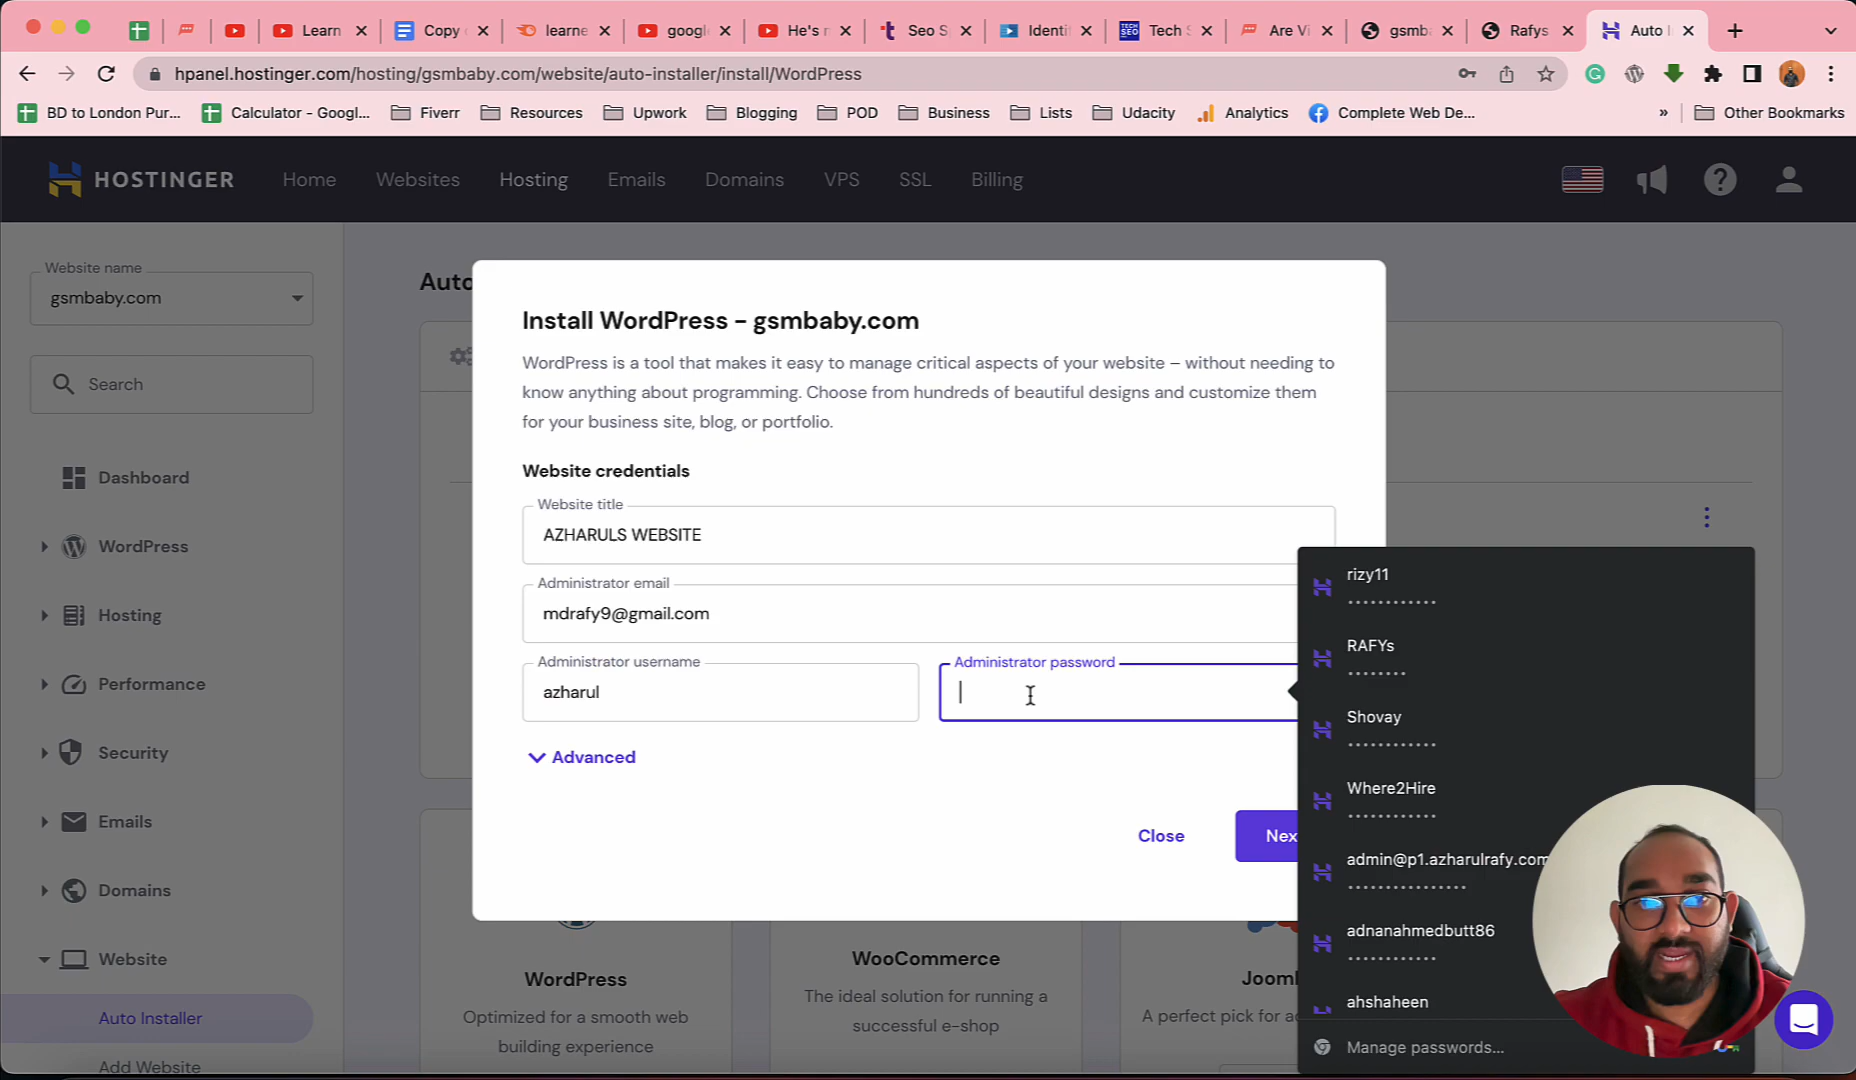 Learn
Copy
learne
googl
He's
Seo S
Identi
Tech S
Are Vi
gsmb
Rafys
Auto
hpanel.hostinger.com/hosting/gsmbaby.com/website/auto-installer/install/WordPress
BD to London Pur...
Calculator - Googl...
Fiverr
Resources
Upwork
Blogging
POD
Business
Lists
Udacity
Analytics
Complete Web De...
»
Other Bookmarks
HOSTINGER
Home
Websites
Hosting
Emails
Domains
VPS
SSL
Billing
Website name
gsmbaby.com
Search
Dashboard
WordPress
Hosting
Performance
Security
Emails
Domains
Website
Auto Installer
Add Website
Auto
Install WordPress - gsmbaby.com
WordPress is a tool that makes it easy to manage critical aspects of your website – without needing to
know anything about programming. Choose from hundreds of beautiful designs and customize them
for your business site, blog, or portfolio.
Website credentials
Website title
AZHARULS WEBSITE
Administrator email
mdrafy9@gmail.com
Administrator username
azharul
Administrator password
Advanced
Close
Nex
rizy11
RAFYs
Shovay
Where2Hire
admin@p1.azharulrafy.com
adnanahmedbutt86
ahshaheen
Manage passwords...
WordPress
Optimized for a smooth web
building experience
WooCommerce
The ideal solution for running a
successful e-shop
Jooml
A perfect pick for a